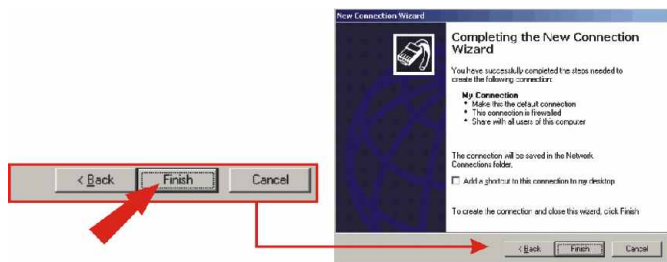 New Connection Wizard
Completing the New Connection
Wizard
You have successfully completed the steps needed to
create the following connection:
My Connection
• Make this the default connection
• This connection is firewalled
• Share with all users of this computer
The connection will be saved in the Network
Connections folder.
Add a shortcut to this connection to my desktop
To create the connection and close this wizard, click Finish
< Back Finish Cancel
< Back Finish Cancel